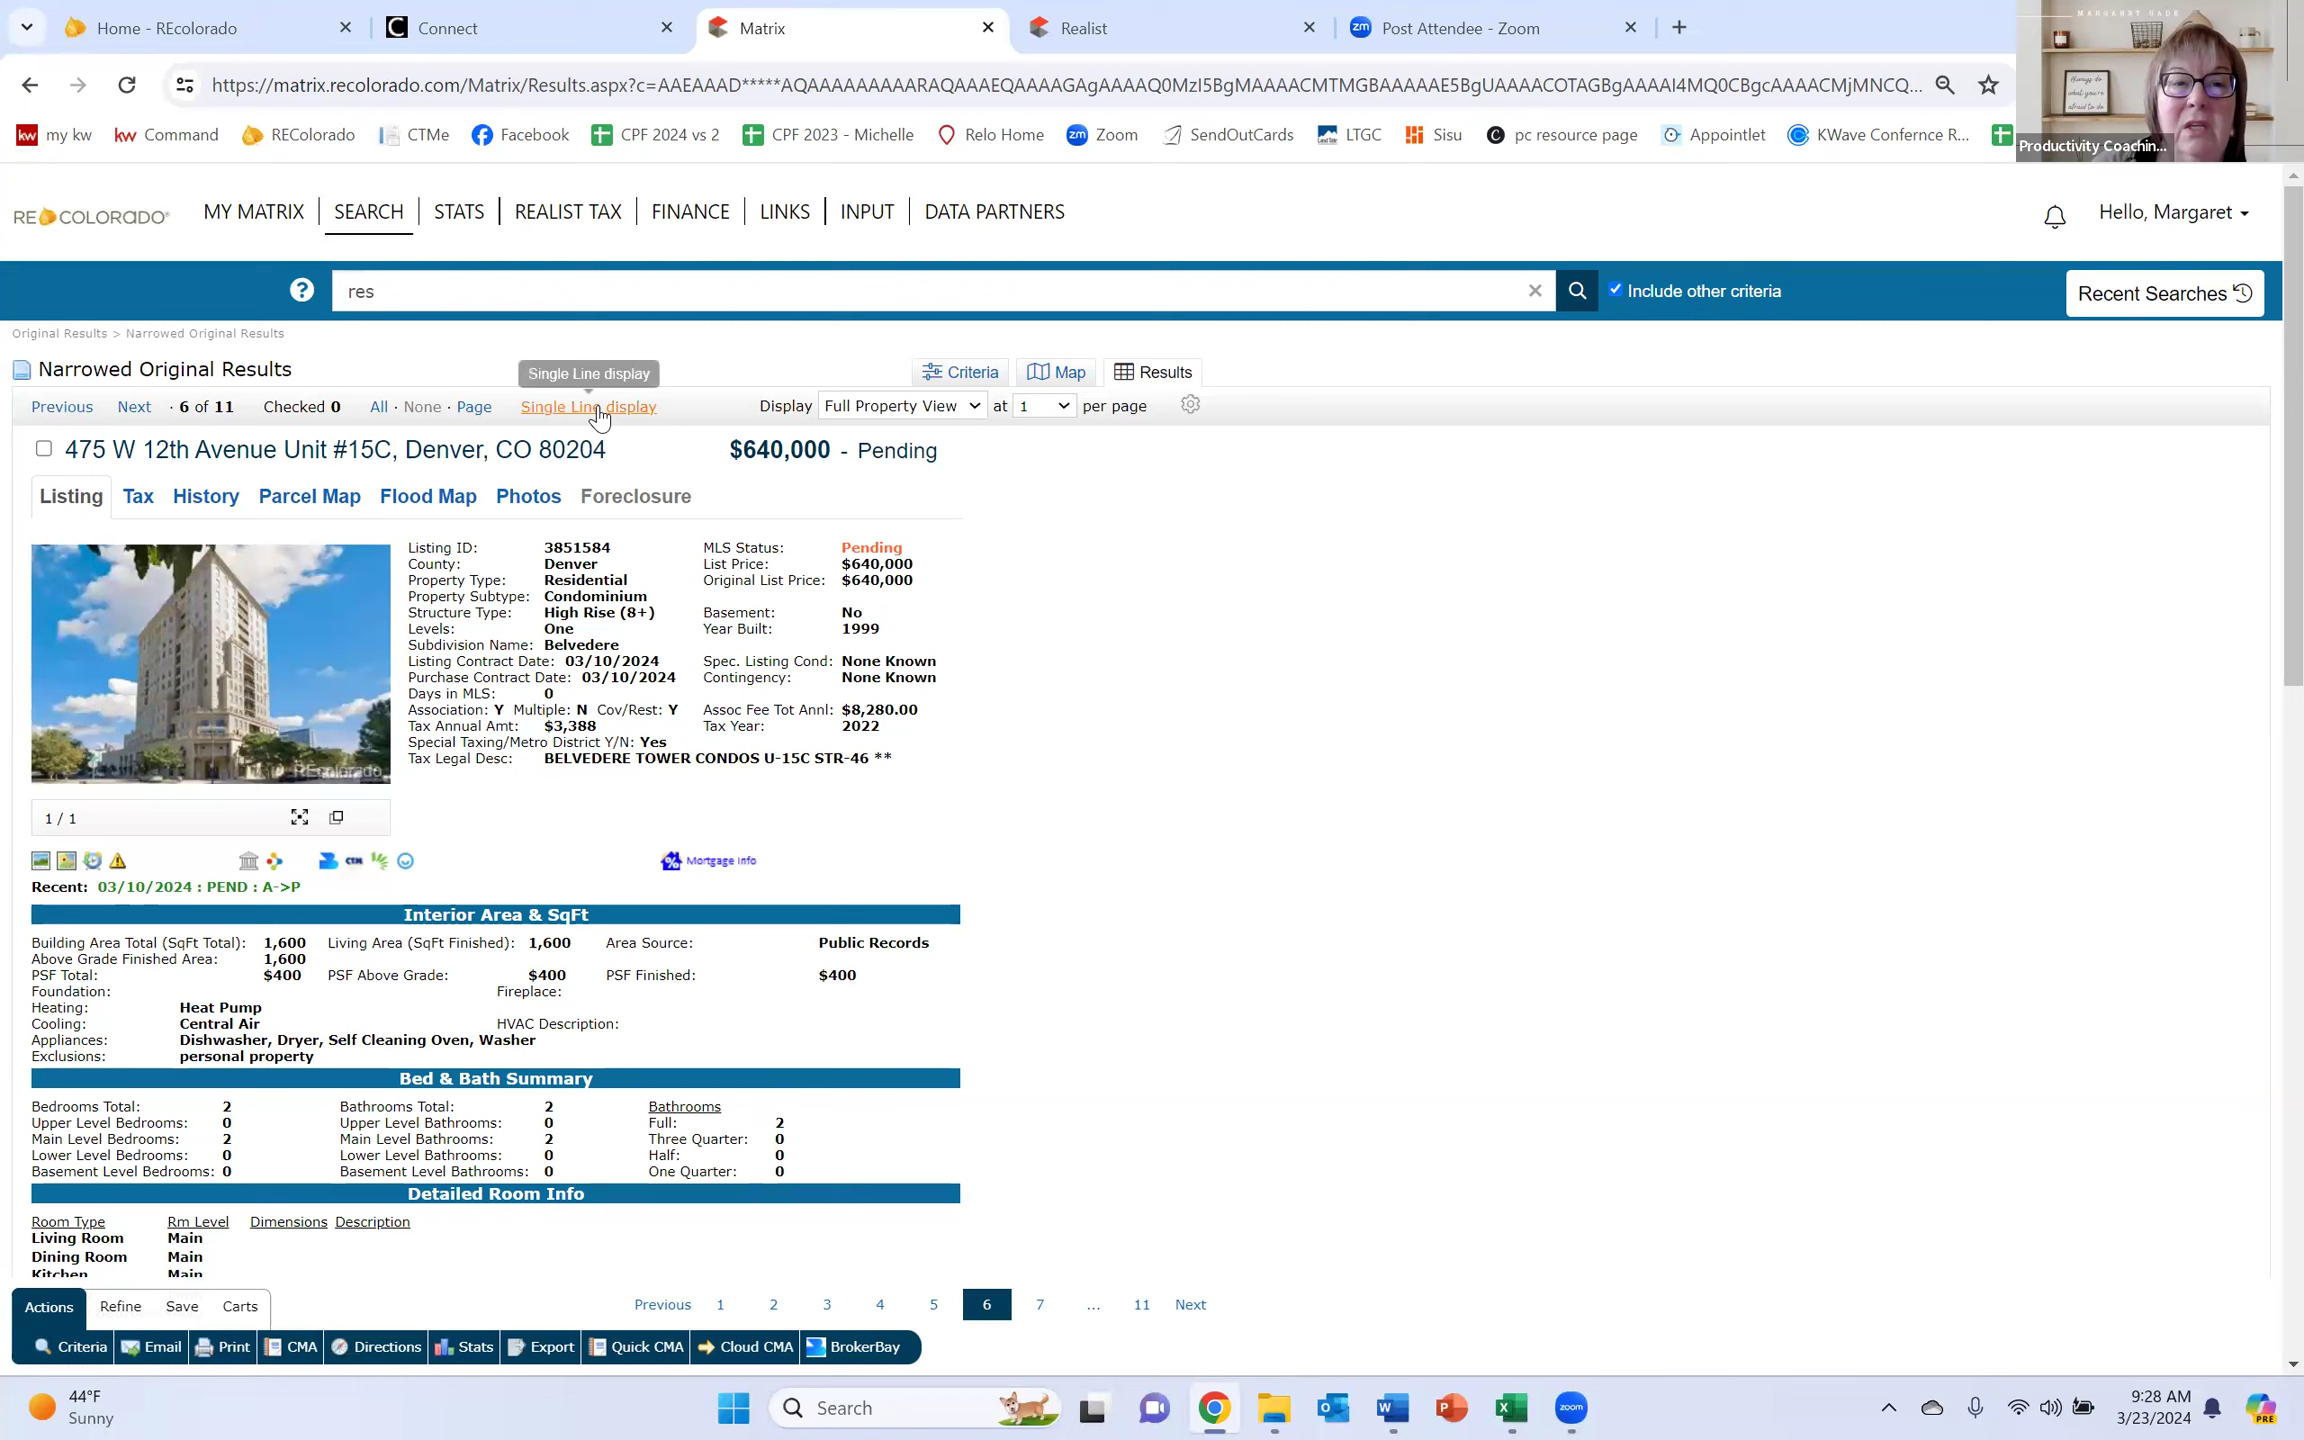 Home - REcolorado
Connect
Matrix
Realist
Post Attendee - Zoom
https://matrix.recolorado.com/Matrix/Results.aspx?c=AAEAAAD*****AQAAAAAAAAARAQAAAEQAAAAGAgAAAAQ0MzI5BgMAAAACMTMGBAAAAAE5BgUAAAACOTAGBgAAAAI4MQ0CBgcAAAACMjMNCQ...
my kw
Command
REColorado
CTMe
Facebook
CPF 2024 vs 2
CPF 2023 - Michelle
Relo Home
Zoom
SendOutCards
LTGC
Sisu
pc resource page
Appointlet
KWave Confernce R...
MARGARET GADE
Always do what you're afraid to do
Productivity Coachin...
RECOLORADO
MY MATRIX
SEARCH
STATS
REALIST TAX
FINANCE
LINKS
INPUT
DATA PARTNERS
Hello, Margaret
res
Include other criteria
Recent Searches
Original Results > Narrowed Original Results
Narrowed Original Results
Single Line display
Criteria
Map
Results
Previous Next · 6 of 11 Checked 0 All · None · Page Single Line display Display Full Property View at 1 per page
475 W 12th Avenue Unit #15C, Denver, CO 80204 $640,000 - Pending
Listing Tax History Parcel Map Flood Map Photos Foreclosure
REcolorado
Listing ID: 3851584 MLS Status: Pending
County: Denver List Price: $640,000
Property Type: Residential Original List Price: $640,000
Property Subtype: Condominium
Structure Type: High Rise (8+) Basement: No
Levels: One Year Built: 1999
Subdivision Name: Belvedere
Listing Contract Date: 03/10/2024 Spec. Listing Cond: None Known
Purchase Contract Date: 03/10/2024 Contingency: None Known
Days in MLS: 0
Association: Y Multiple: N Cov/Rest: Y Assoc Fee Tot Annl: $8,280.00
Tax Annual Amt: $3,388 Tax Year: 2022
Special Taxing/Metro District Y/N: Yes
Tax Legal Desc: BELVEDERE TOWER CONDOS U-15C STR-46 **
1 / 1
CTM
Mortgage Info
Recent: 03/10/2024 : PEND : A->P
Interior Area & SqFt
Building Area Total (SqFt Total): 1,600 Living Area (SqFt Finished): 1,600 Area Source: Public Records
Above Grade Finished Area: 1,600
PSF Total: $400 PSF Above Grade: $400 PSF Finished: $400
Foundation: Fireplace:
Heating: Heat Pump
Cooling: Central Air HVAC Description:
Appliances: Dishwasher, Dryer, Self Cleaning Oven, Washer
Exclusions: personal property
Bed & Bath Summary
Bedrooms Total: 2 Bathrooms Total: 2 Bathrooms
Upper Level Bedrooms: 0 Upper Level Bathrooms: 0 Full: 2
Main Level Bedrooms: 2 Main Level Bathrooms: 2 Three Quarter: 0
Lower Level Bedrooms: 0 Lower Level Bathrooms: 0 Half: 0
Basement Level Bedrooms: 0 Basement Level Bathrooms: 0 One Quarter: 0
Detailed Room Info
Room Type Rm Level Dimensions Description
Living Room Main
Dining Room Main
Kitchen Main
Actions Refine Save Carts
Previous 1 2 3 4 5 6 7 ... 11 Next
Criteria Email Print CMA Directions Stats Export Quick CMA Cloud CMA BrokerBay
44°F
Sunny
Search
zoom
9:28 AM
3/23/2024
PRE